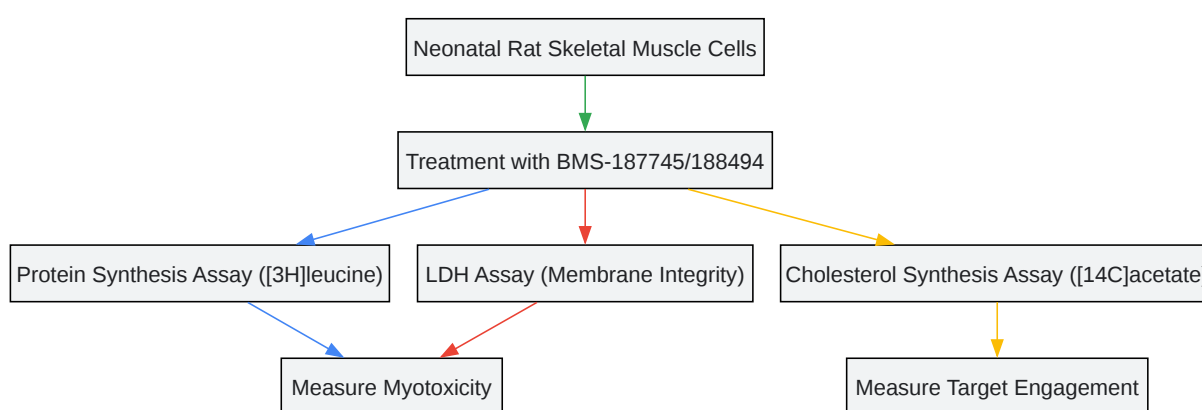 Neonatal Rat Skeletal Muscle Cells
Treatment with BMS-187745/188494
Protein Synthesis Assay ([3H]leucine)
LDH Assay (Membrane Integrity)
Cholesterol Synthesis Assay ([14C]acetate
Measure Myotoxicity
Measure Target Engagement